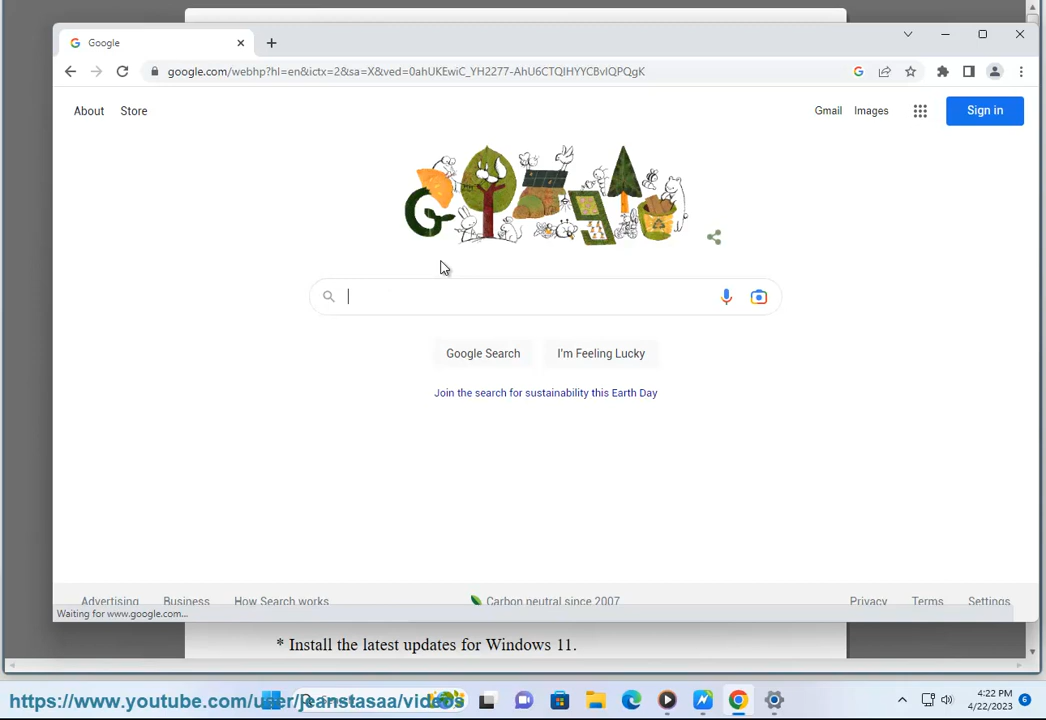 Google
google.com/webhp?hl=en&ictx=2&sa=X&ved=0ahUKEwiC_YH2277-AhU6CTQIHYYCBvIQPQgK
About Store
Gmail Images Sign in
Google Search I'm Feeling Lucky
Join the search for sustainability this Earth Day
Advertising Business How Search works Carbon neutral since 2007 Privacy Terms Settings
Waiting for www.google.com...
* Install the latest updates for Windows 11.
https://www.youtube.com/user/jeantasaa/videos
4:22 PM
4/22/2023
6